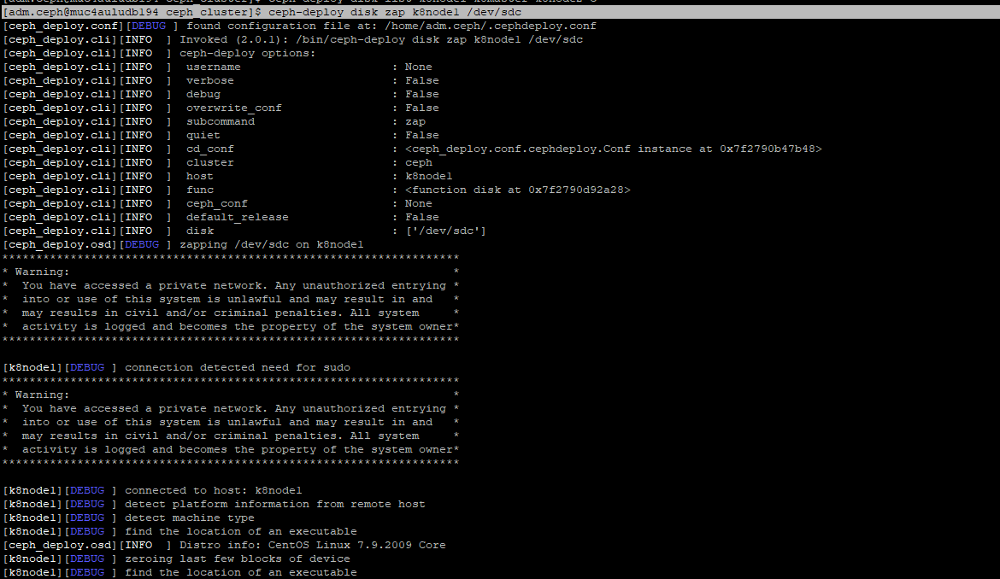 [adm.ceph@muc4auludb194 ceph_cluster]$ ceph-deploy disk zap k8node1 /dev/sdc
[ceph_deploy.conf][DEBUG ] found configuration file at: /home/adm.ceph/.cephdeploy.conf
[ceph_deploy.cli][INFO  ] Invoked (2.0.1): /bin/ceph-deploy disk zap k8node1 /dev/sdc
[ceph_deploy.cli][INFO  ] ceph-deploy options:
[ceph_deploy.cli][INFO  ]  username                      : None
[ceph_deploy.cli][INFO  ]  verbose                       : False
[ceph_deploy.cli][INFO  ]  debug                         : False
[ceph_deploy.cli][INFO  ]  overwrite_conf                : False
[ceph_deploy.cli][INFO  ]  subcommand                    : zap
[ceph_deploy.cli][INFO  ]  quiet                         : False
[ceph_deploy.cli][INFO  ]  cd_conf                       : <ceph_deploy.conf.cephdeploy.Conf instance at 0x7f2790b47b48>
[ceph_deploy.cli][INFO  ]  cluster                       : ceph
[ceph_deploy.cli][INFO  ]  host                          : k8node1
[ceph_deploy.cli][INFO  ]  func                          : <function disk at 0x7f2790d92a28>
[ceph_deploy.cli][INFO  ]  ceph_conf                     : None
[ceph_deploy.cli][INFO  ]  default_release               : False
[ceph_deploy.cli][INFO  ]  disk                          : ['/dev/sdc']
[ceph_deploy.osd][DEBUG ] zapping /dev/sdc on k8node1
*******************************************************************
* Warning:                                                        *
*  You have accessed a private network. Any unauthorized entrying *
*  into or use of this system is unlawful and may result in and   *
*  may results in civil and/or criminal penalties. All system     *
*  activity is logged and becomes the property of the system owner*
*******************************************************************
[k8node1][DEBUG ] connection detected need for sudo
*******************************************************************
* Warning:                                                        *
*  You have accessed a private network. Any unauthorized entrying *
*  into or use of this system is unlawful and may result in and   *
*  may results in civil and/or criminal penalties. All system     *
*  activity is logged and becomes the property of the system owner*
*******************************************************************
[k8node1][DEBUG ] connected to host: k8node1
[k8node1][DEBUG ] detect platform information from remote host
[k8node1][DEBUG ] detect machine type
[k8node1][DEBUG ] find the location of an executable
[ceph_deploy.osd][INFO  ] Distro info: CentOS Linux 7.9.2009 Core
[k8node1][DEBUG ] zeroing last few blocks of device
[k8node1][DEBUG ] find the location of an executable